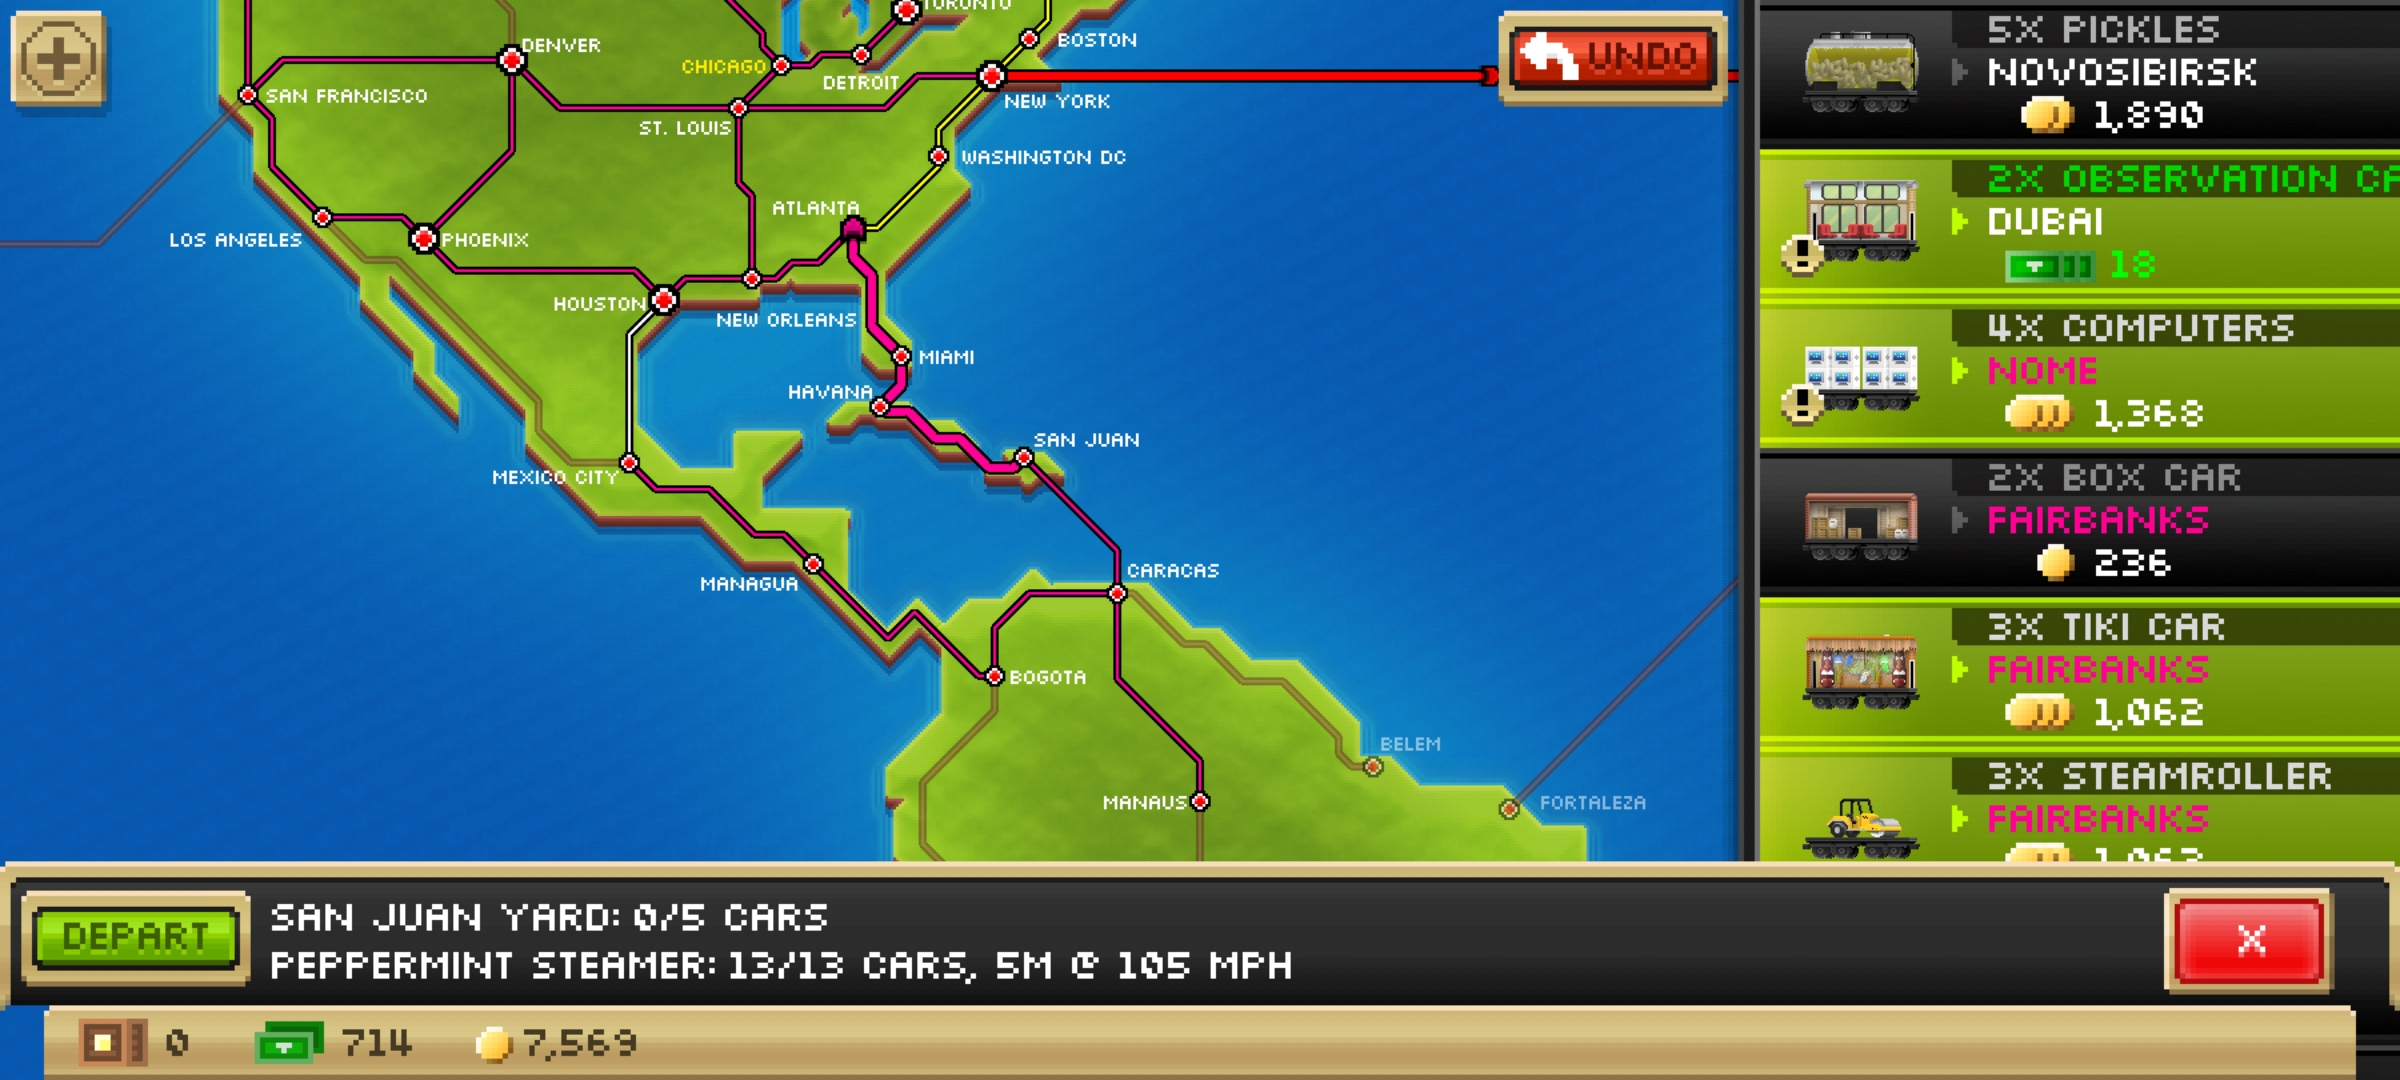 TORONTO
DENVER
BOSTON
CHICAGO
DETROIT
UNDO
SAN FRANCISCO
NEW YORK
ST. LOUIS
WASHINGTON DC
ATLANTA
LOS ANGELES
PHOENIX
HOUSTON
NEW ORLEANS
MIAMI
HAVANA
SAN JUAN
MEXICO CITY
CARACAS
MANAGUA
BOGOTA
BELEM
MANAUS
FORTALEZA
5X PICKLES
NOVOSIBIRSK
1,890
2X OBSERVATION CA
DUBAI
18
4X COMPUTERS
NOME
1,368
2X BOX CAR
FAIRBANKS
236
3X TIKI CAR
FAIRBANKS
1,062
3X STEAMROLLER
FAIRBANKS
DEPART
SAN JUAN YARD: 0/5 CARS
PEPPERMINT STEAMER: 13/13 CARS, 5M @ 105 MPH
X
0
714
7,569